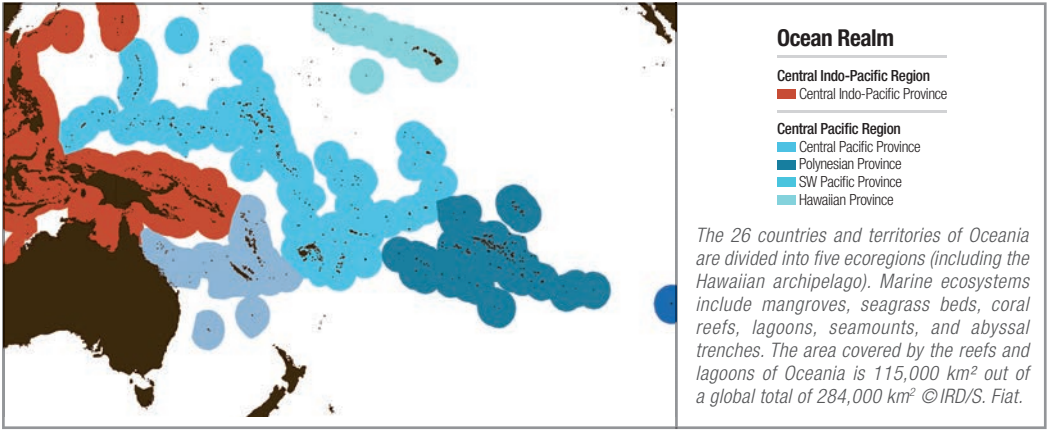 Ocean Realm
Central Indo-Pacific Region
Central Indo-Pacific Province
Central Pacific Region
Central Pacific Province
Polynesian Province
SW Pacific Province
Hawaiian Province
The 26 countries and territories of Oceania
are divided into five ecoregions (including the
Hawaiian archipelago). Marine ecosystems
include mangroves, seagrass beds, coral
reefs, lagoons, seamounts, and abyssal
trenches. The area covered by the reefs and
lagoons of Oceania is 115,000 km² out of
a global total of 284,000 km² © IRD/S. Fiat.